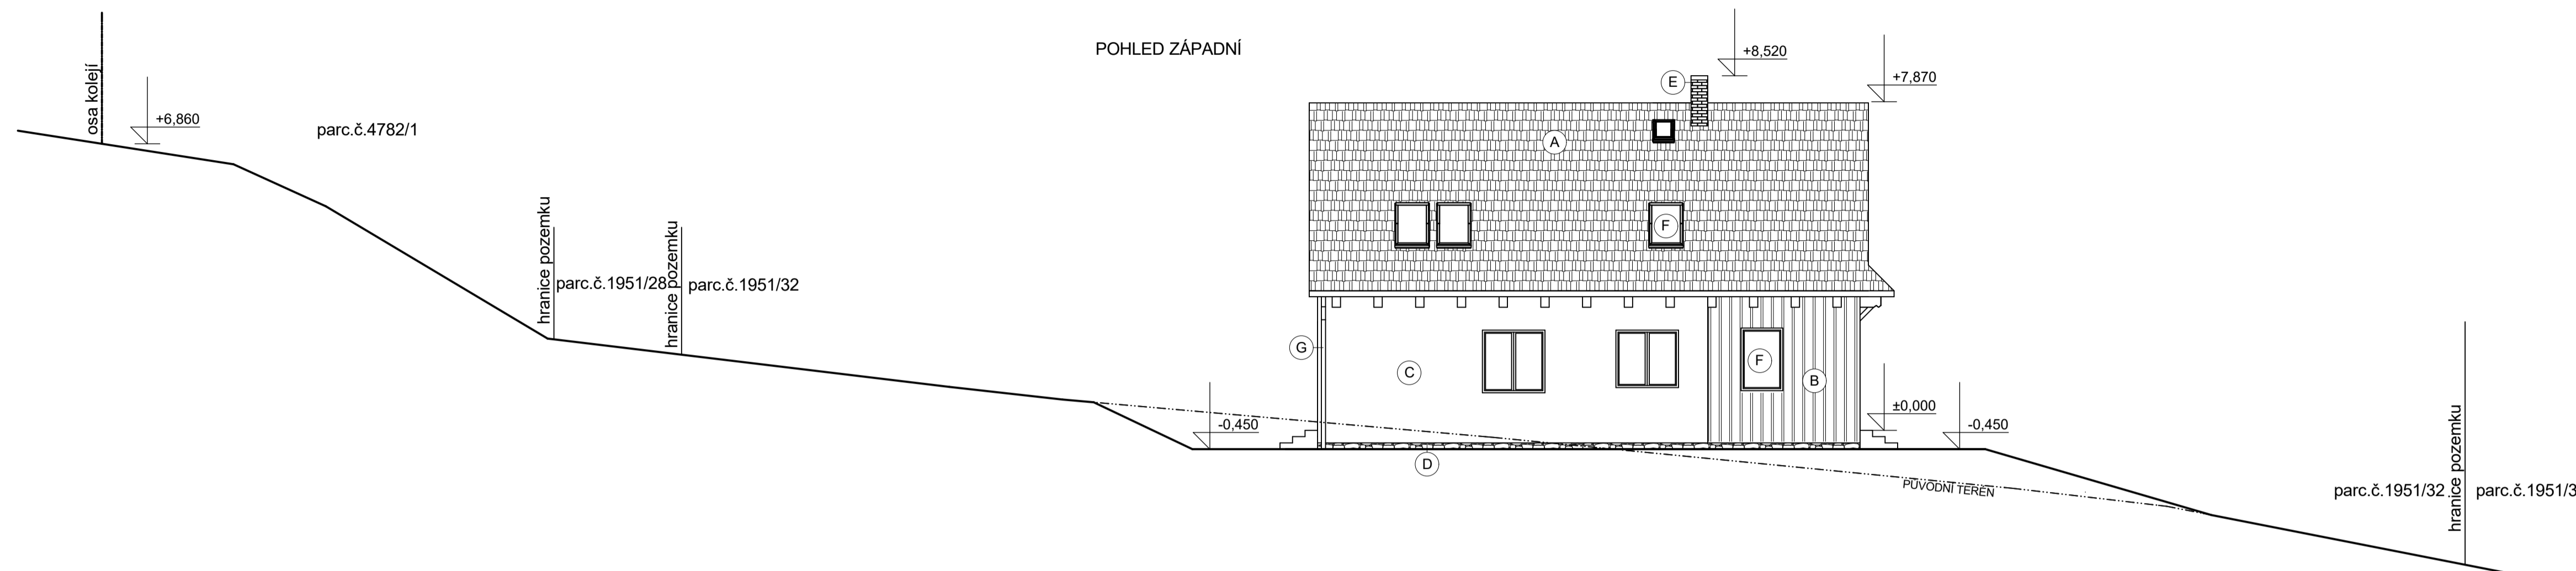 POHLED ZÁPADNÍ
osa kolejí
+6,860
parc.č.4782/1
hranice pozemku
parc.č.1951/28
hranice pozemku
parc.č.1951/32
+8,520
+7,870
E
A
F
G
C
F
B
±0,000
-0,450
-0,450
D
PŮVODNÍ TERÉN
parc.č.1951/32
hranice pozemku
parc.č.1951/3